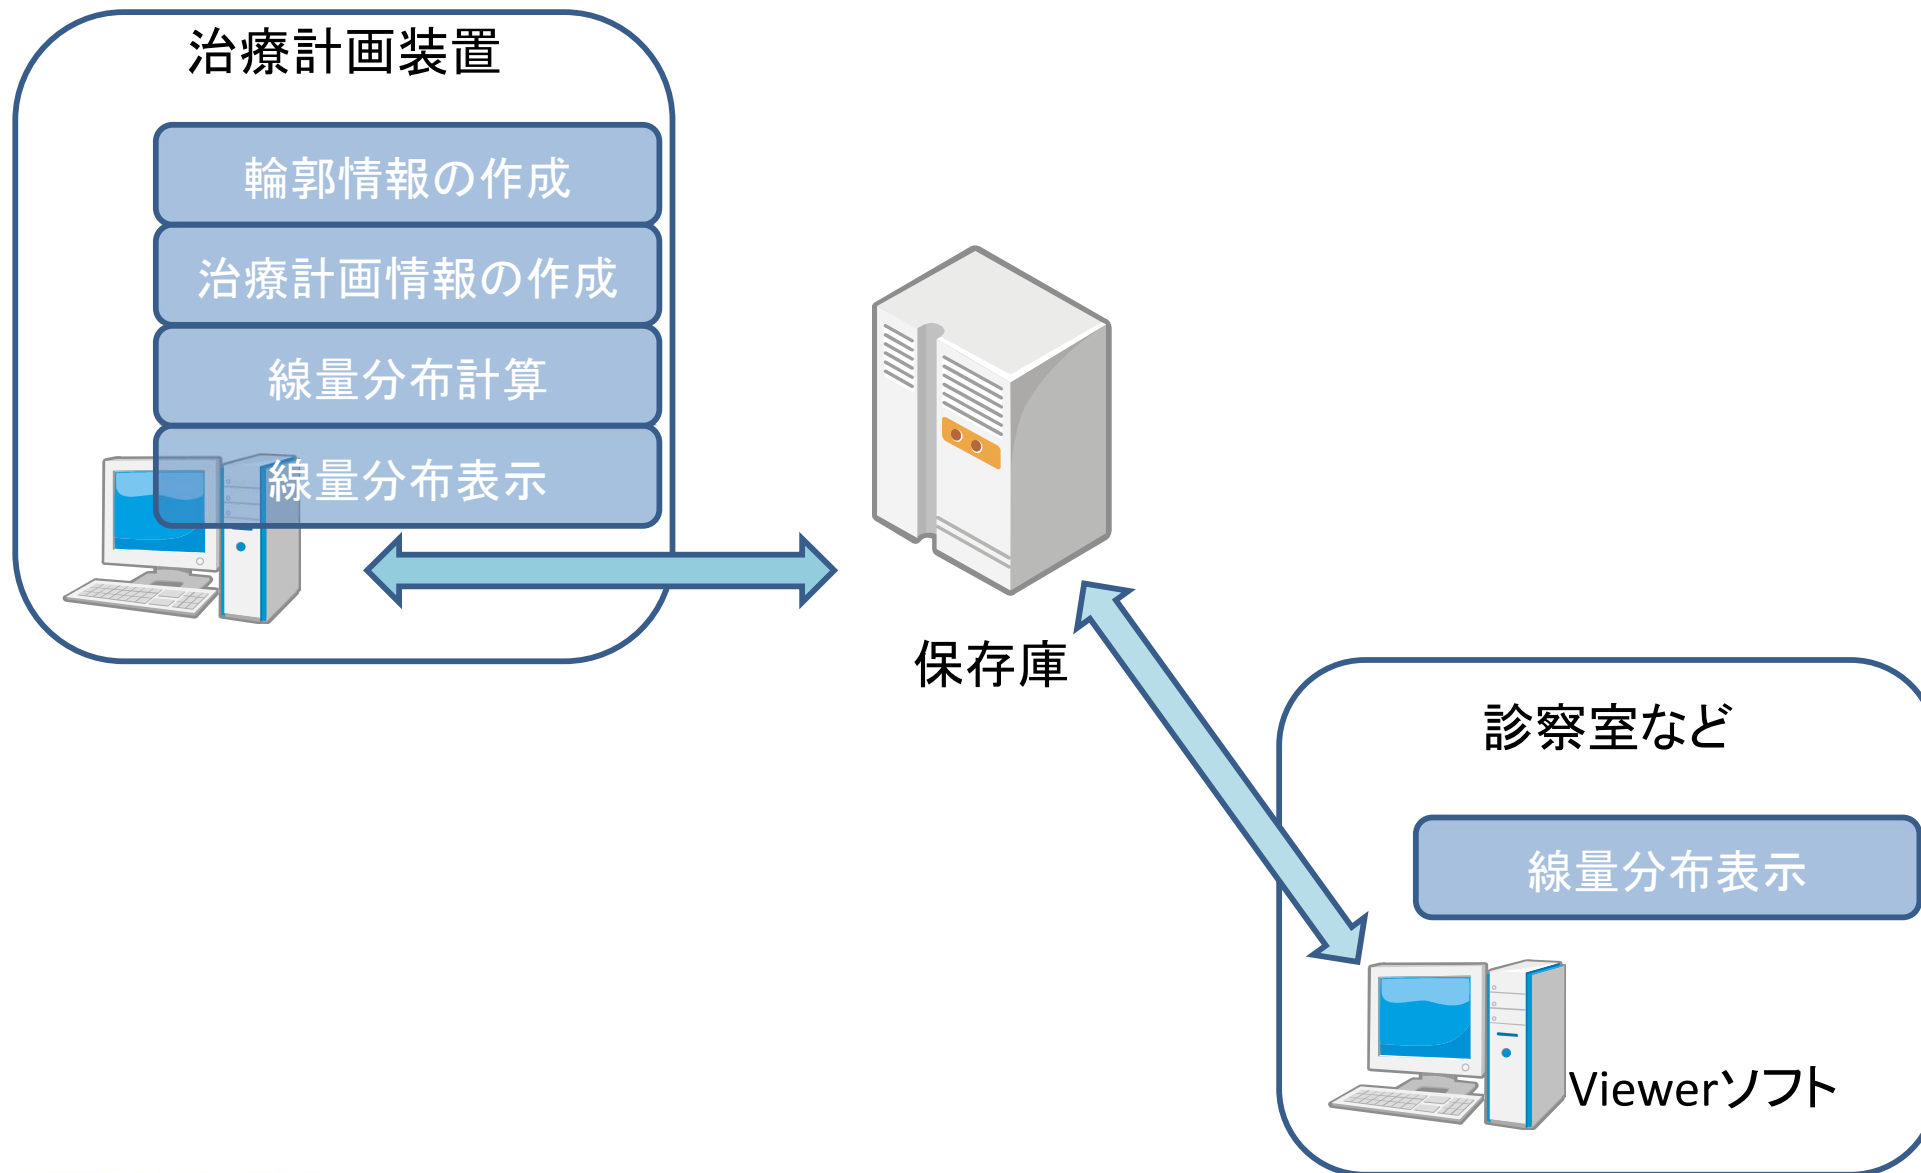 治療計画装置
輪郭情報の作成
治療計画情報の作成
線量分布計算
線量分布表示
保存庫
診察室など
線量分布表示
Viewerソフト